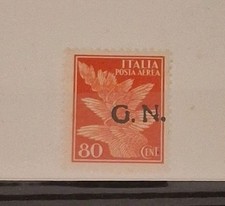 ITALIA
POSTA AEREA
G. N.
80 CENT.